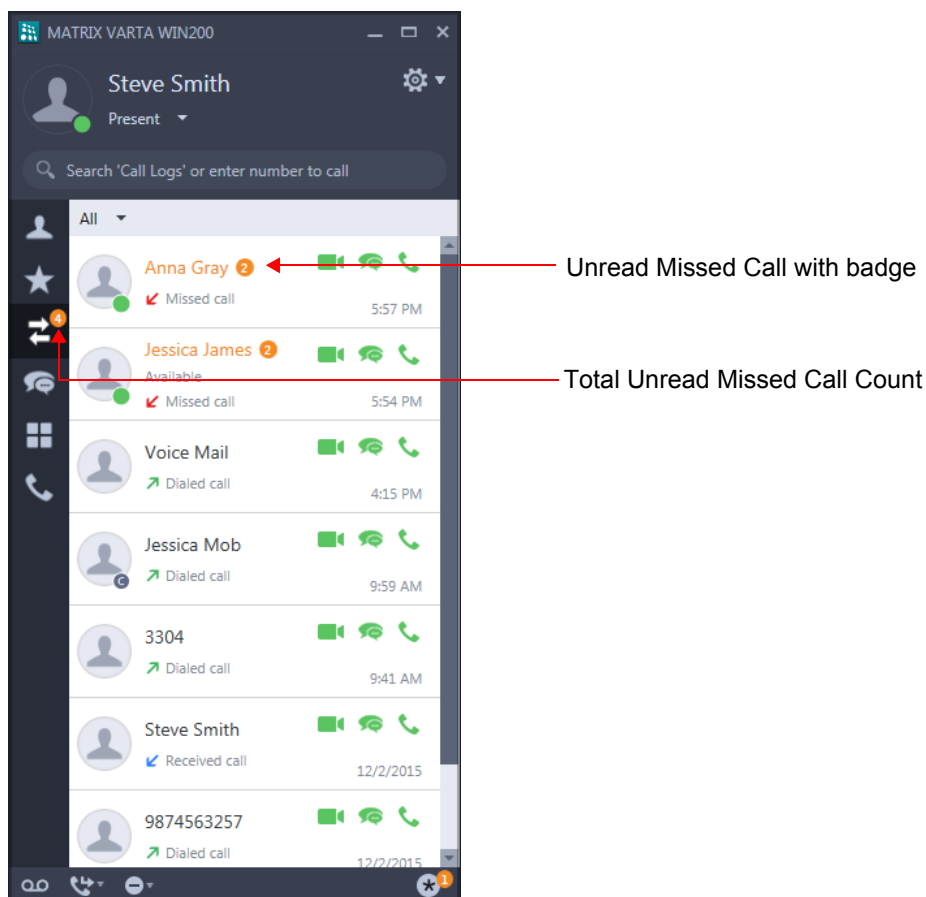 MATRIX VARTA WIN200
Steve Smith
Present
Search 'Call Logs' or enter number to call
All
Anna Gray 2
Missed call
5:57 PM
Unread Missed Call with badge
4
Jessica James 2
Available
Missed call
5:54 PM
Total Unread Missed Call Count
Voice Mail
Dialed call
4:15 PM
Jessica Mob
C
Dialed call
9:59 AM
3304
Dialed call
9:41 AM
Steve Smith
Received call
12/2/2015
9874563257
Dialed call
12/2/2015
1